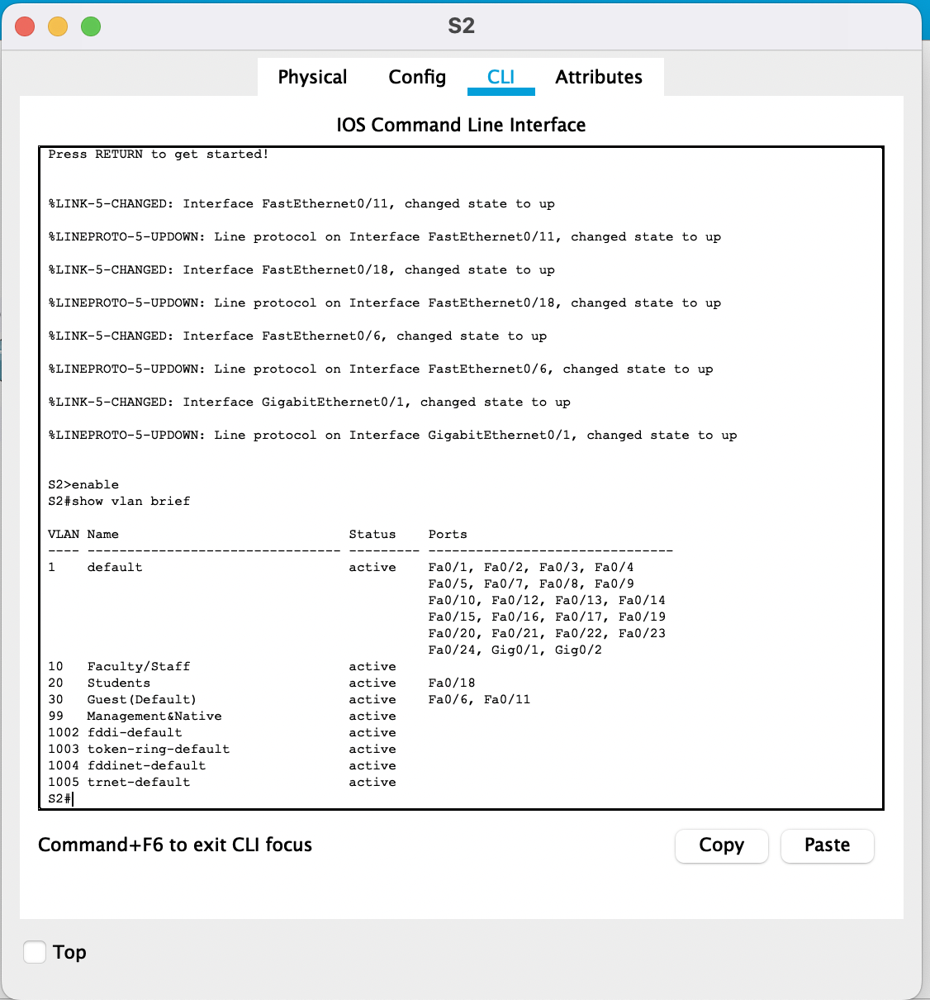 S2
Physical Config CLI Attributes
IOS Command Line Interface
Press RETURN to get started!
%LINK-5-CHANGED: Interface FastEthernet0/11, changed state to up
%LINEPROTO-5-UPDOWN: Line protocol on Interface FastEthernet0/11, changed state to up
%LINK-5-CHANGED: Interface FastEthernet0/18, changed state to up
%LINEPROTO-5-UPDOWN: Line protocol on Interface FastEthernet0/18, changed state to up
%LINK-5-CHANGED: Interface FastEthernet0/6, changed state to up
%LINEPROTO-5-UPDOWN: Line protocol on Interface FastEthernet0/6, changed state to up
%LINK-5-CHANGED: Interface GigabitEthernet0/1, changed state to up
%LINEPROTO-5-UPDOWN: Line protocol on Interface GigabitEthernet0/1, changed state to up
S2>enable
S2#show vlan brief
VLAN Name                             Status    Ports
---- -------------------------------- --------- -------------------------------
1    default                          active    Fa0/1, Fa0/2, Fa0/3, Fa0/4
                                                Fa0/5, Fa0/7, Fa0/8, Fa0/9
                                                Fa0/10, Fa0/12, Fa0/13, Fa0/14
                                                Fa0/15, Fa0/16, Fa0/17, Fa0/19
                                                Fa0/20, Fa0/21, Fa0/22, Fa0/23
                                                Fa0/24, Gig0/1, Gig0/2
10   Faculty/Staff                    active
20   Students                         active    Fa0/18
30   Guest(Default)                   active    Fa0/6, Fa0/11
99   Management&Native                active
1002 fddi-default                     active
1003 token-ring-default               active
1004 fddinet-default                  active
1005 trnet-default                    active
S2#
Command+F6 to exit CLI focus Copy Paste
Top